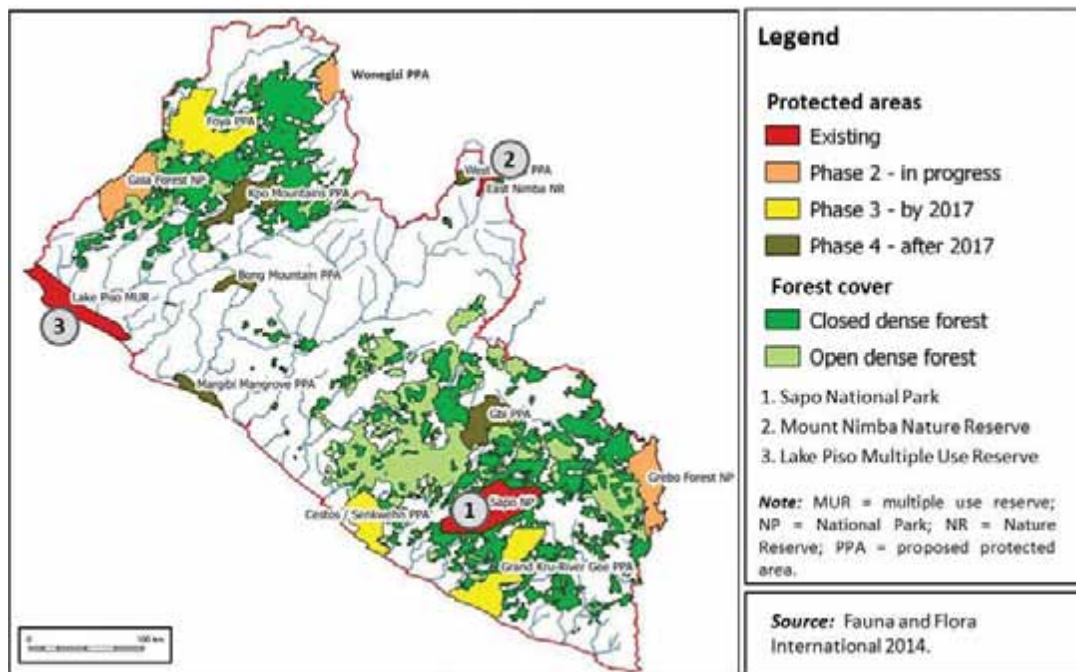 Wonegizi PPA
Foya PPA
2
West PPA
East Nimba NR
3
Gola Forest NP
Kpo Mountains PPA
Bong Mountain PPA
Lake Piso MUR
Margibi Mangrove PPA
Gbi PPA
Grebo Forest NP
1
Sapo NP
Cestos / Senkwehn PPA
Grand Kru-River Gee PPA
0 100 km
Legend
Protected areas
Existing
Phase 2 - in progress
Phase 3 - by 2017
Phase 4 - after 2017
Forest cover
Closed dense forest
Open dense forest
1. Sapo National Park
2. Mount Nimba Nature Reserve
3. Lake Piso Multiple Use Reserve
Note: MUR = multiple use reserve;
NP = National Park; NR = Nature
Reserve; PPA = proposed protected
area.
Source: Fauna and Flora
International 2014.